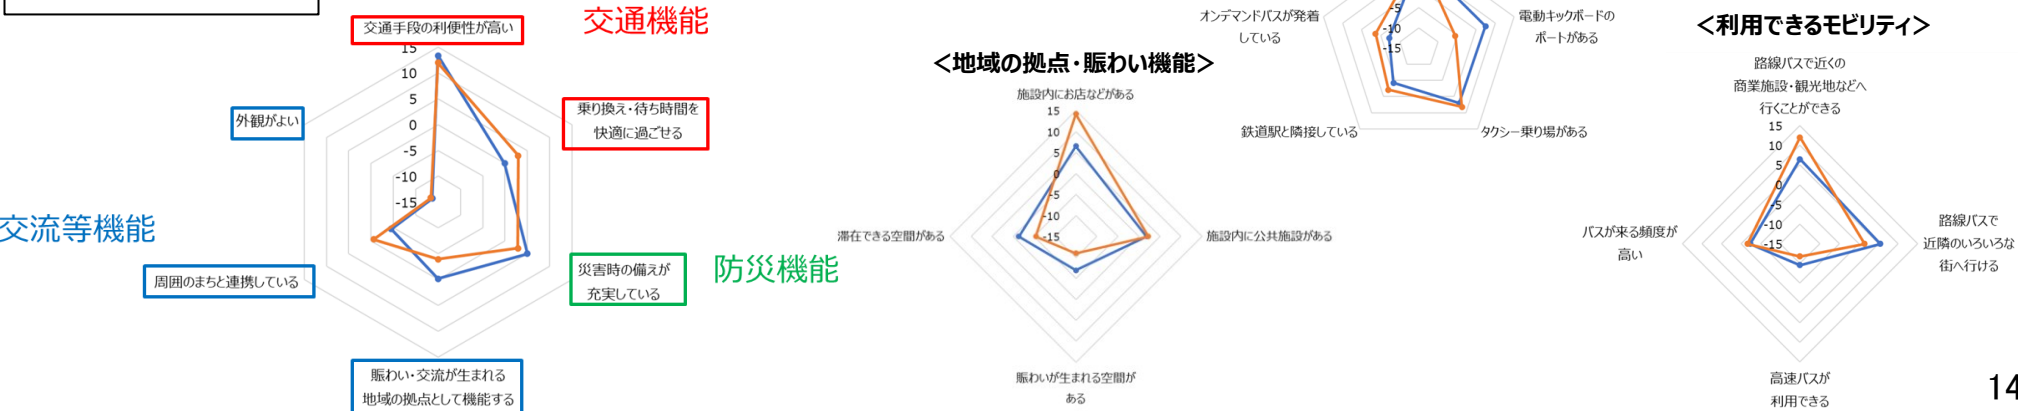 交通機能
交通手段の利便性が高い
15
10
5
0
-5
-10
-15
乗り換え・待ち時間を
快適に過ごせる
災害時の備えが
充実している
防災機能
賑わい・交流が生まれる
地域の拠点として機能する
周囲のまちと連携している
交流等機能
外観がよい
＜地域の拠点・賑わい機能＞
施設内にお店などがある
15
10
5
0
-5
-10
-15
施設内に公共施設がある
賑わいが生まれる空間が
ある
滞在できる空間がある
オンデマンドバスが発着
している
-5
-10
-15
電動キックボードの
ポートがある
タクシー乗り場がある
鉄道駅と隣接している
＜利用できるモビリティ＞
路線バスで近くの
商業施設・観光地などへ
行くことができる
15
10
5
0
-5
-10
-15
路線バスで
近隣のいろいろな
街へ行ける
高速バスが
利用できる
バスが来る頻度が
高い
14